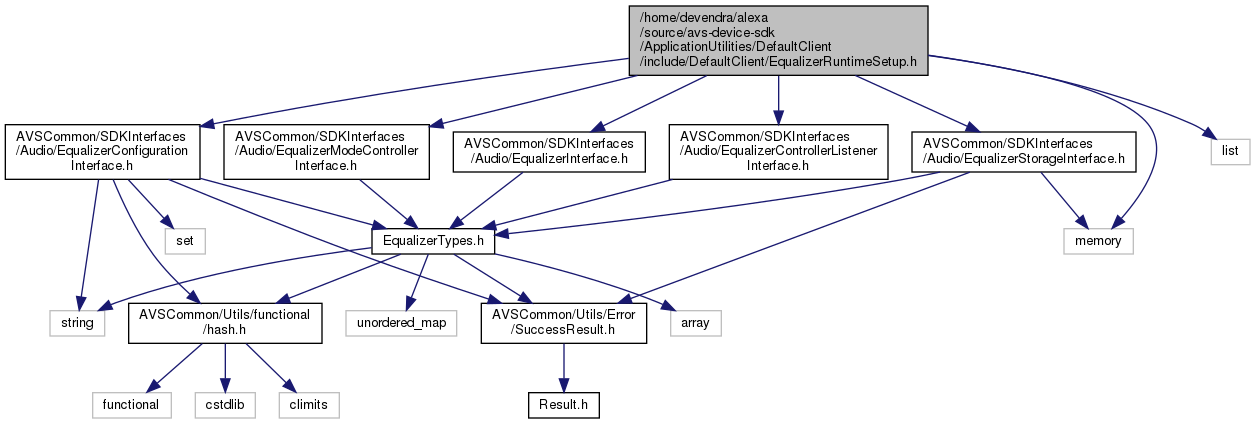 /home/devendra/alexa
/source/avs-device-sdk
/ApplicationUtilities/DefaultClient
/include/DefaultClient/EqualizerRuntimeSetup.h
AVSCommon/SDKInterfaces
/Audio/EqualizerConfiguration
Interface.h
AVSCommon/SDKInterfaces
/Audio/EqualizerModeController
Interface.h
AVSCommon/SDKInterfaces
/Audio/EqualizerInterface.h
AVSCommon/SDKInterfaces
/Audio/EqualizerControllerListener
Interface.h
AVSCommon/SDKInterfaces
/Audio/EqualizerStorageInterface.h
list
set
EqualizerTypes.h
memory
string
AVSCommon/Utils/functional
/hash.h
unordered_map
AVSCommon/Utils/Error
/SuccessResult.h
array
functional
cstdlib
climits
Result.h